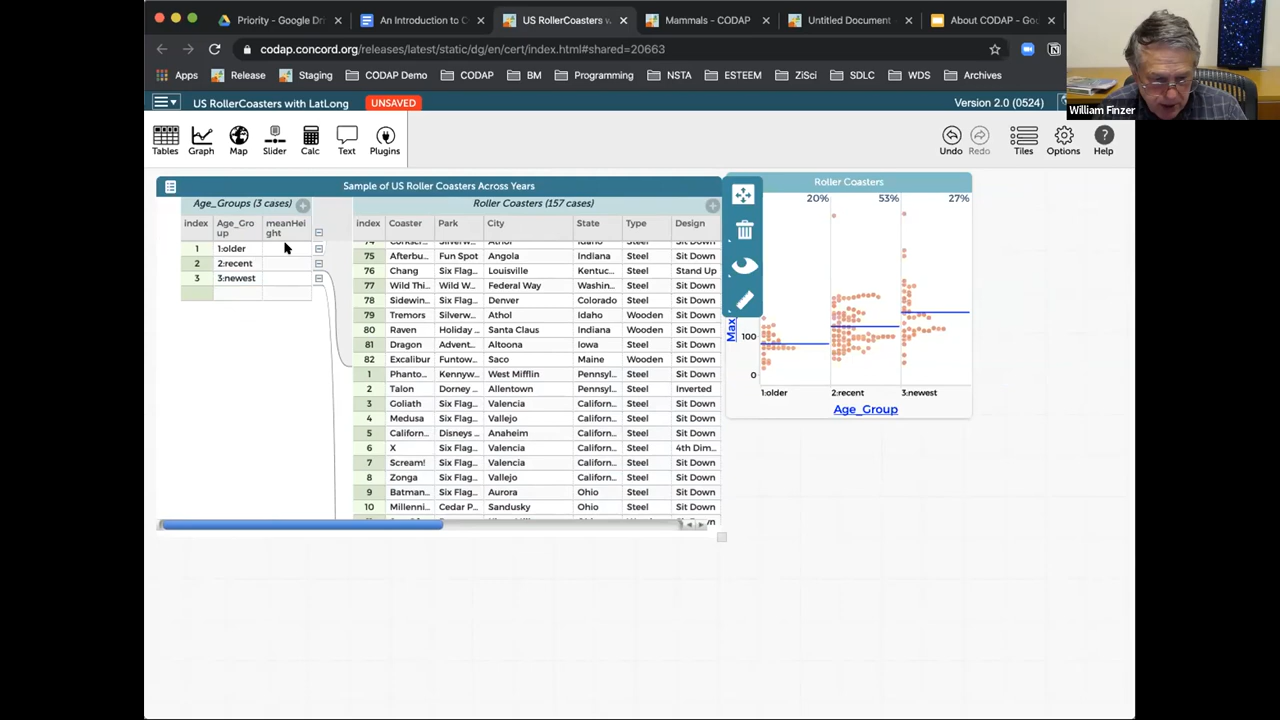 Priority - Google Dri
An Introduction to C
US RollerCoasters w
Mammals - CODAP
Untitled Document
About CODAP - Goo
codap.concord.org/releases/latest/static/dg/en/cert/index.html#shared=20663
Apps Release Staging CODAP Demo CODAP BM Programming NSTA ESTEEM ZiSci SDLC WDS Archives
William Finzer
US RollerCoasters with LatLong UNSAVED Version 2.0 (0524)
Tables Graph Map Slider Calc Text Plugins Undo Redo Tiles Options Help
Sample of US Roller Coasters Across Years
Age_Groups (3 cases)
index Age_Gro
up meanHei
ght
1 1:older
2 2:recent
3 3:newest
Roller Coasters (157 cases)
index Coaster Park City State Type Design
75 Afterbu... Fun Spot Angola Indiana Steel Sit Down
76 Chang Six Flag... Louisville Kentuc... Steel Stand Up
77 Wild Thi... Wild W... Federal Way Washin... Steel Sit Down
78 Sidewin... Six Flag... Denver Colorado Steel Sit Down
79 Tremors Silverw... Athol Idaho Wooden Sit Down
80 Raven Holiday ... Santa Claus Indiana Wooden Sit Down
81 Dragon Advent... Altoona Iowa Steel Sit Down
82 Excalibur Funtow... Saco Maine Wooden Sit Down
1 Phanto... Kennyw... West Mifflin Pennsyl... Steel Sit Down
2 Talon Dorney ... Allentown Pennsyl... Steel Inverted
3 Goliath Six Flag... Valencia Californ... Steel Sit Down
4 Medusa Six Flag... Vallejo Californ... Steel Sit Down
5 Californ... Disneys ... Anaheim Californ... Steel Sit Down
6 X Six Flag... Valencia Californ... Steel 4th Dim...
7 Scream! Six Flag... Valencia Californ... Steel Sit Down
8 Zonga Six Flag... Vallejo Californ... Steel Sit Down
9 Batman... Six Flag... Aurora Ohio Steel Sit Down
10 Millenni... Cedar P... Sandusky Ohio Steel Sit Down
Roller Coasters
20% 53% 27%
Max
100
0
1:older 2:recent 3:newest
Age_Group